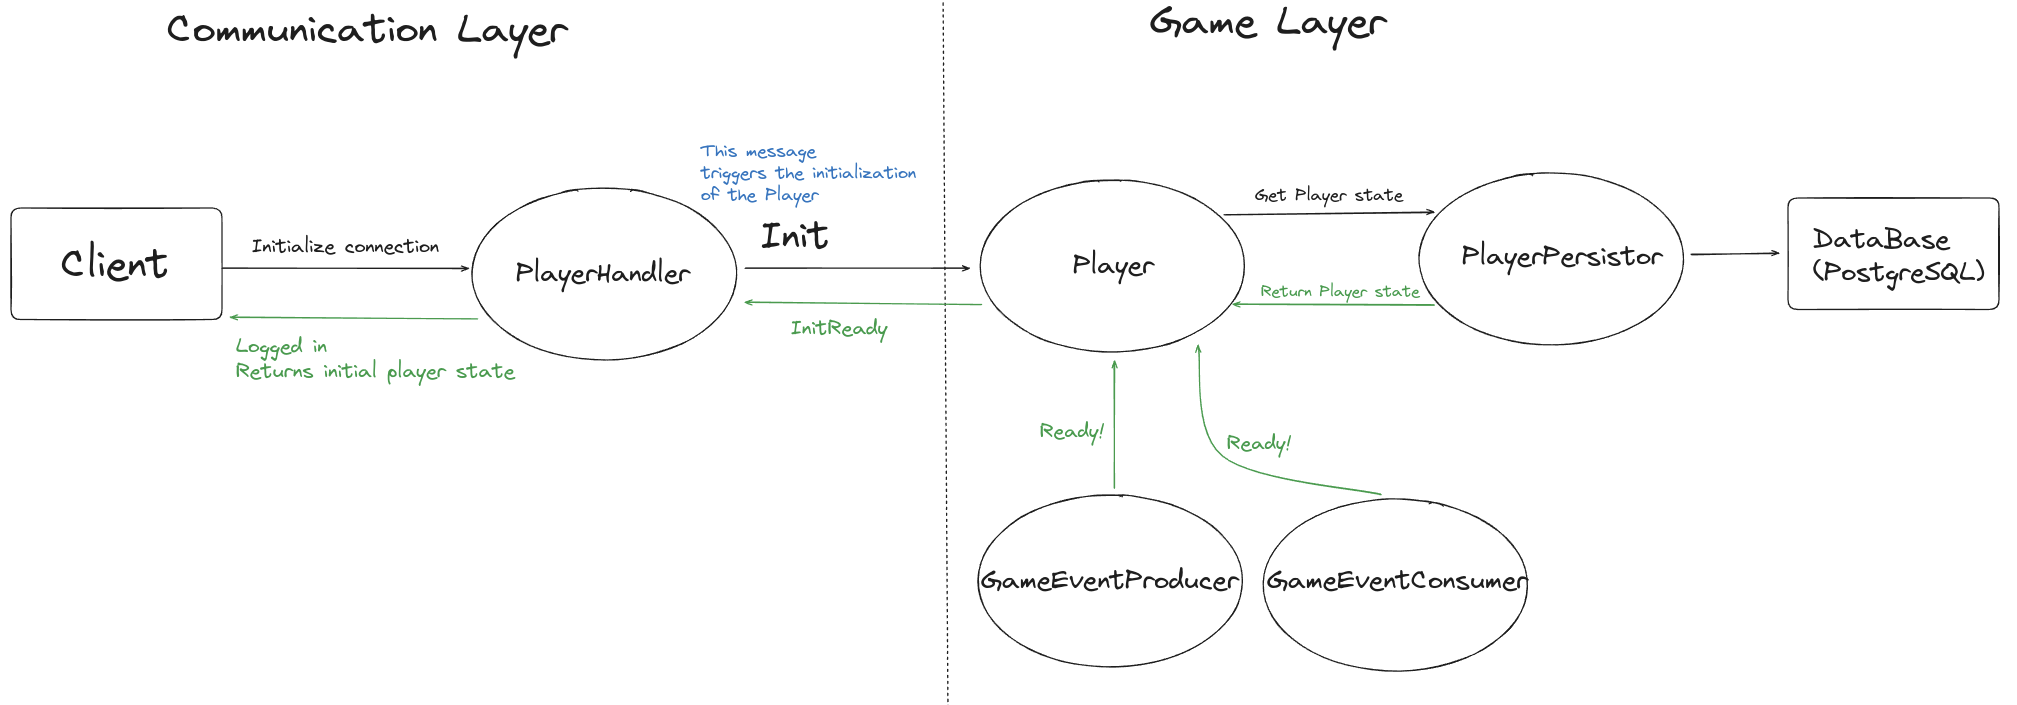 Communication Layer
Game Layer
This message
triggers the initialization
of the Player
Init
Client
Initialize connection
PlayerHandler
InitReady
Logged in
Returns initial player state
Player
Get Player state
Return Player state
PlayerPersistor
DataBase
(PostgreSQL)
Ready!
Ready!
GameEventProducer
GameEventConsumer